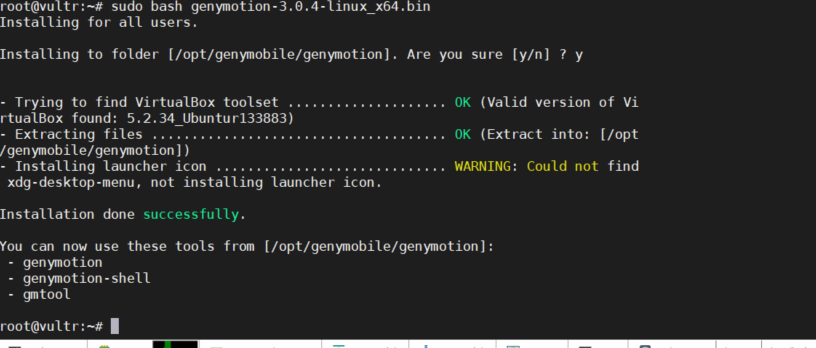 root@vultr:~# sudo bash genymotion-3.0.4-linux_x64.bin
Installing for all users.
Installing to folder [/opt/genymobile/genymotion]. Are you sure [y/n] ? y
- Trying to find VirtualBox toolset .................... OK (Valid version of Vi
rtualBox found: 5.2.34_Ubuntur133883)
- Extracting files ..................................... OK (Extract into: [/opt
/genymobile/genymotion])
- Installing launcher icon ............................. WARNING: Could not find
xdg-desktop-menu, not installing launcher icon.
Installation done successfully.
You can now use these tools from [/opt/genymobile/genymotion]:
- genymotion
- genymotion-shell
- gmtool
root@vultr:~#